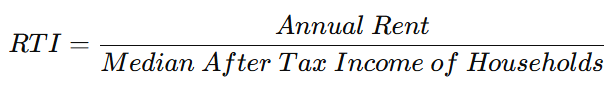 RTI = Annual Rent / Median After Tax Income of Households